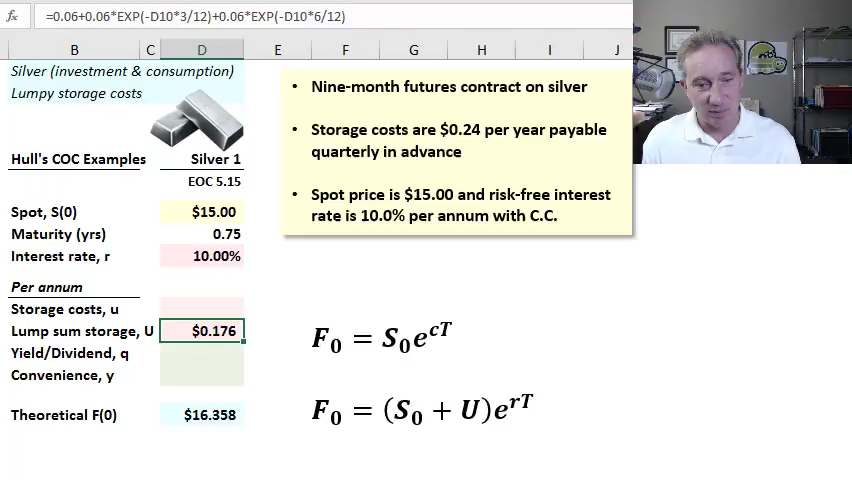 fx =0.06+0.06*EXP(-D10*3/12)+0.06*EXP(-D10*6/12)
B C D E F G H I J
Silver (investment & consumption)
Lumpy storage costs
Hull's COC Examples Silver 1
EOC 5.15
Spot, S(0) $15.00
Maturity (yrs) 0.75
Interest rate, r 10.00%
Per annum
Storage costs, u
Lump sum storage, U $0.176
Yield/Dividend, q
Convenience, y
Theoretical F(0) $16.358
• Nine-month futures contract on silver
• Storage costs are $0.24 per year payable
quarterly in advance
• Spot price is $15.00 and risk-free interest
rate is 10.0% per annum with C.C.
F₀ = S₀e^{cT}
F₀ = (S₀ + U)e^{rT}